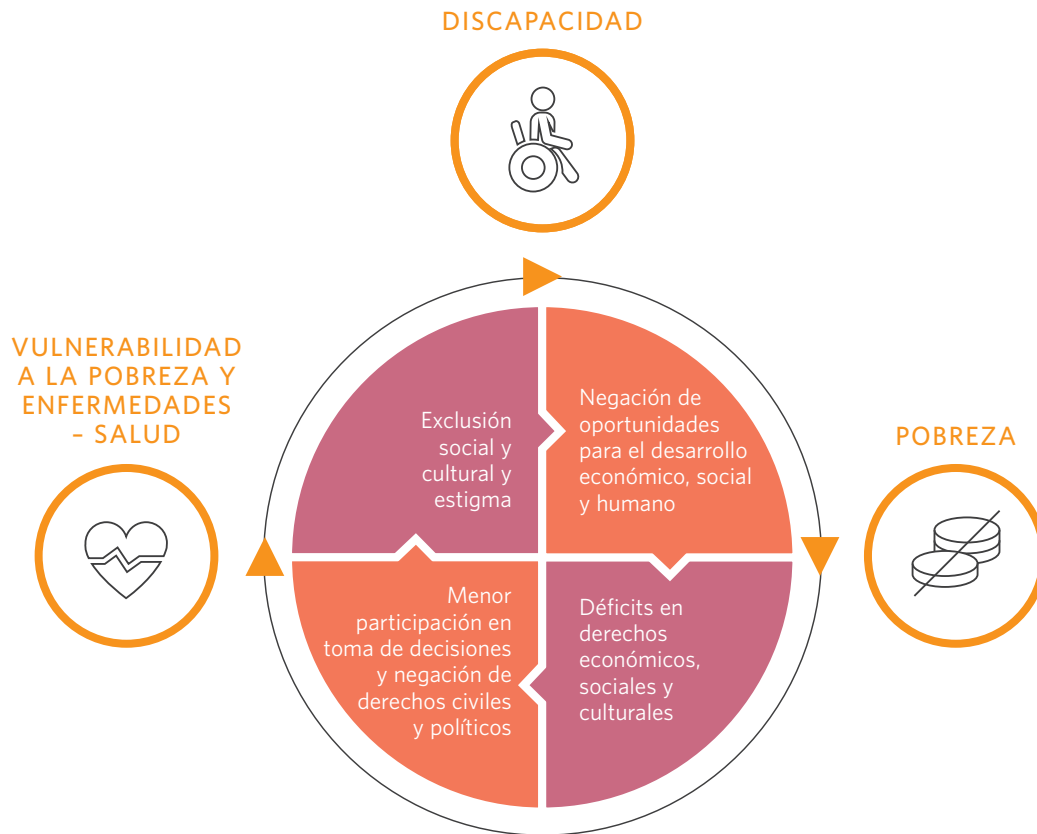 DISCAPACIDAD
VULNERABILIDAD
A LA POBREZA Y
ENFERMEDADES
– SALUD
Exclusión
social y
cultural y
estigma
Negación de
oportunidades
para el desarrollo
económico, social
y humano
POBREZA
Menor
participación en
toma de decisiones
y negación de
derechos civiles
y políticos
Déficits en
derechos
económicos,
sociales y
culturales